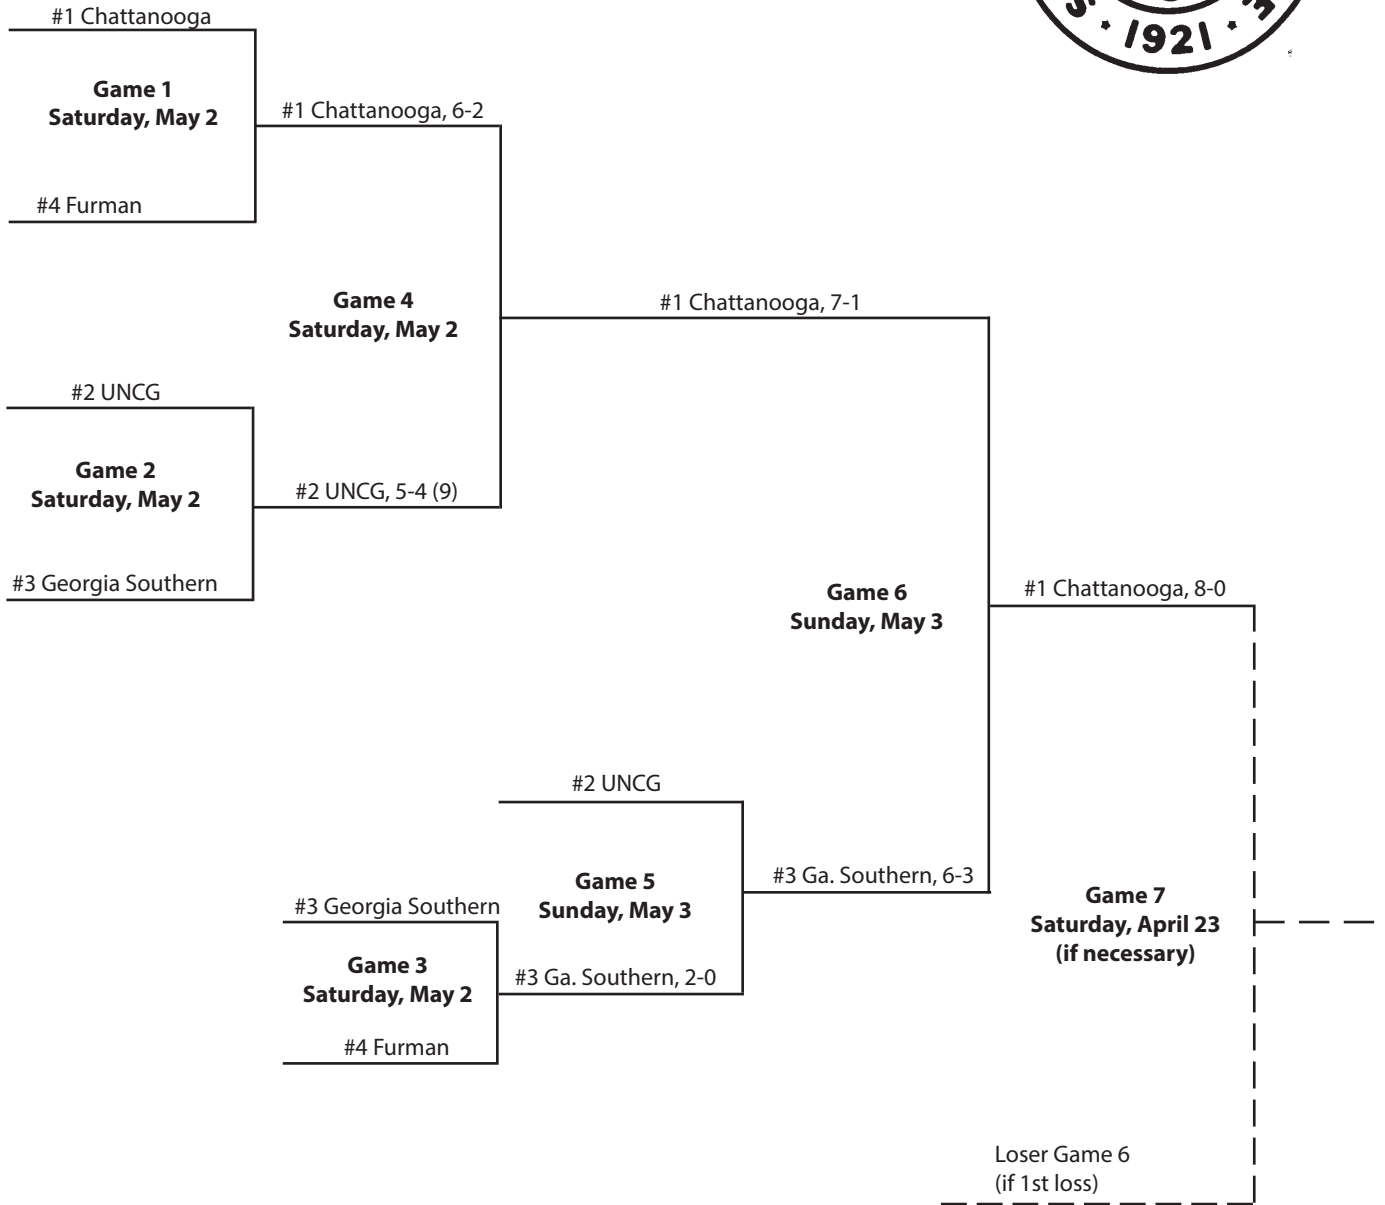 #1 Chattanooga
· 1921 ·
Game 1
Saturday, May 2
#1 Chattanooga, 6-2
#4 Furman
Game 4
Saturday, May 2
#1 Chattanooga, 7-1
#2 UNCG
Game 2
Saturday, May 2
#2 UNCG, 5-4 (9)
#3 Georgia Southern
Game 6
Sunday, May 3
#1 Chattanooga, 8-0
#2 UNCG
Game 5
Sunday, May 3
#3 Ga. Southern, 6-3
#3 Georgia Southern
Game 3
Saturday, May 2
#3 Ga. Southern, 2-0
#4 Furman
Game 7
Saturday, April 23
(if necessary)
Loser Game 6
(if 1st loss)